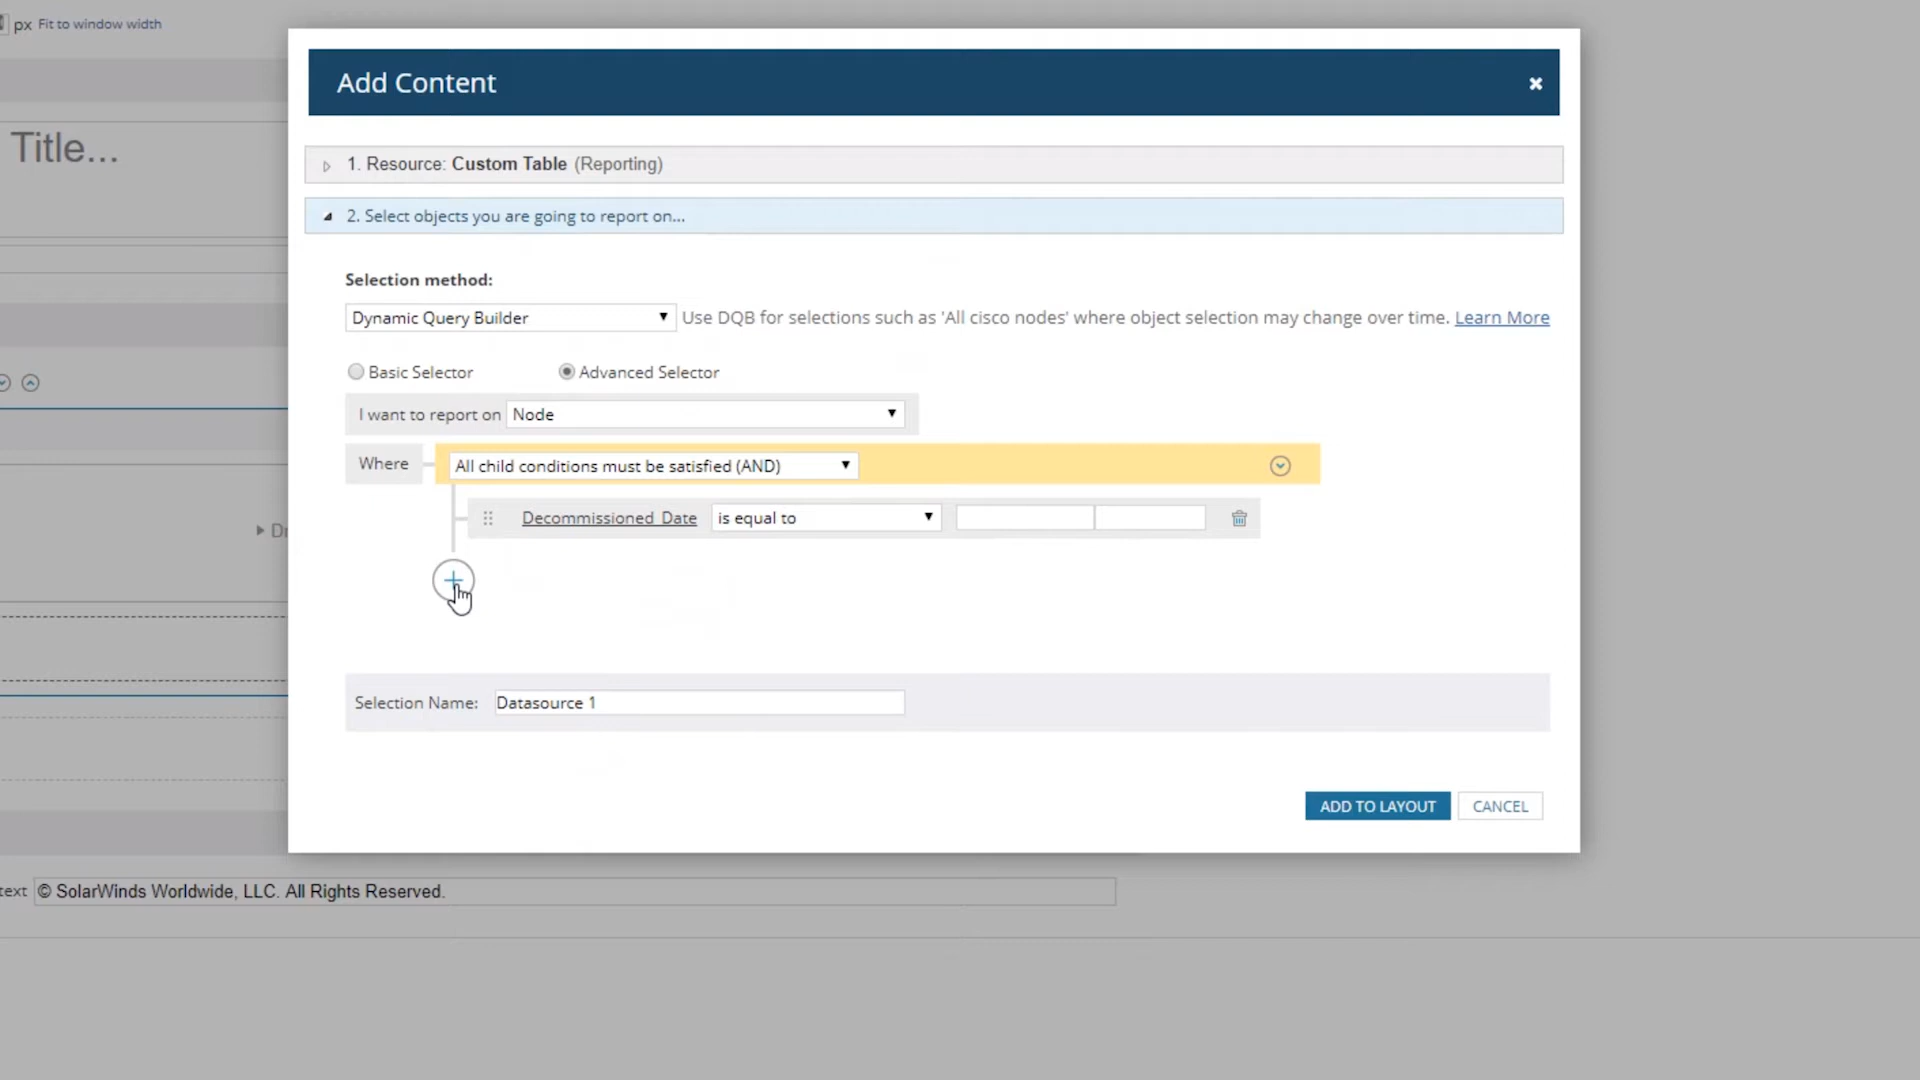 px Fit to window width
Add Content
Title...
1. Resource: Custom Table (Reporting)
2. Select objects you are going to report on...
Selection method:
Dynamic Query Builder Use DQB for selections such as 'All cisco nodes' where object selection may change over time. Learn More
Basic Selector Advanced Selector
I want to report on Node
Where All child conditions must be satisfied (AND)
Decommissioned_Date is equal to
Selection Name: Datasource 1
ADD TO LAYOUT CANCEL
text © SolarWinds Worldwide, LLC. All Rights Reserved.